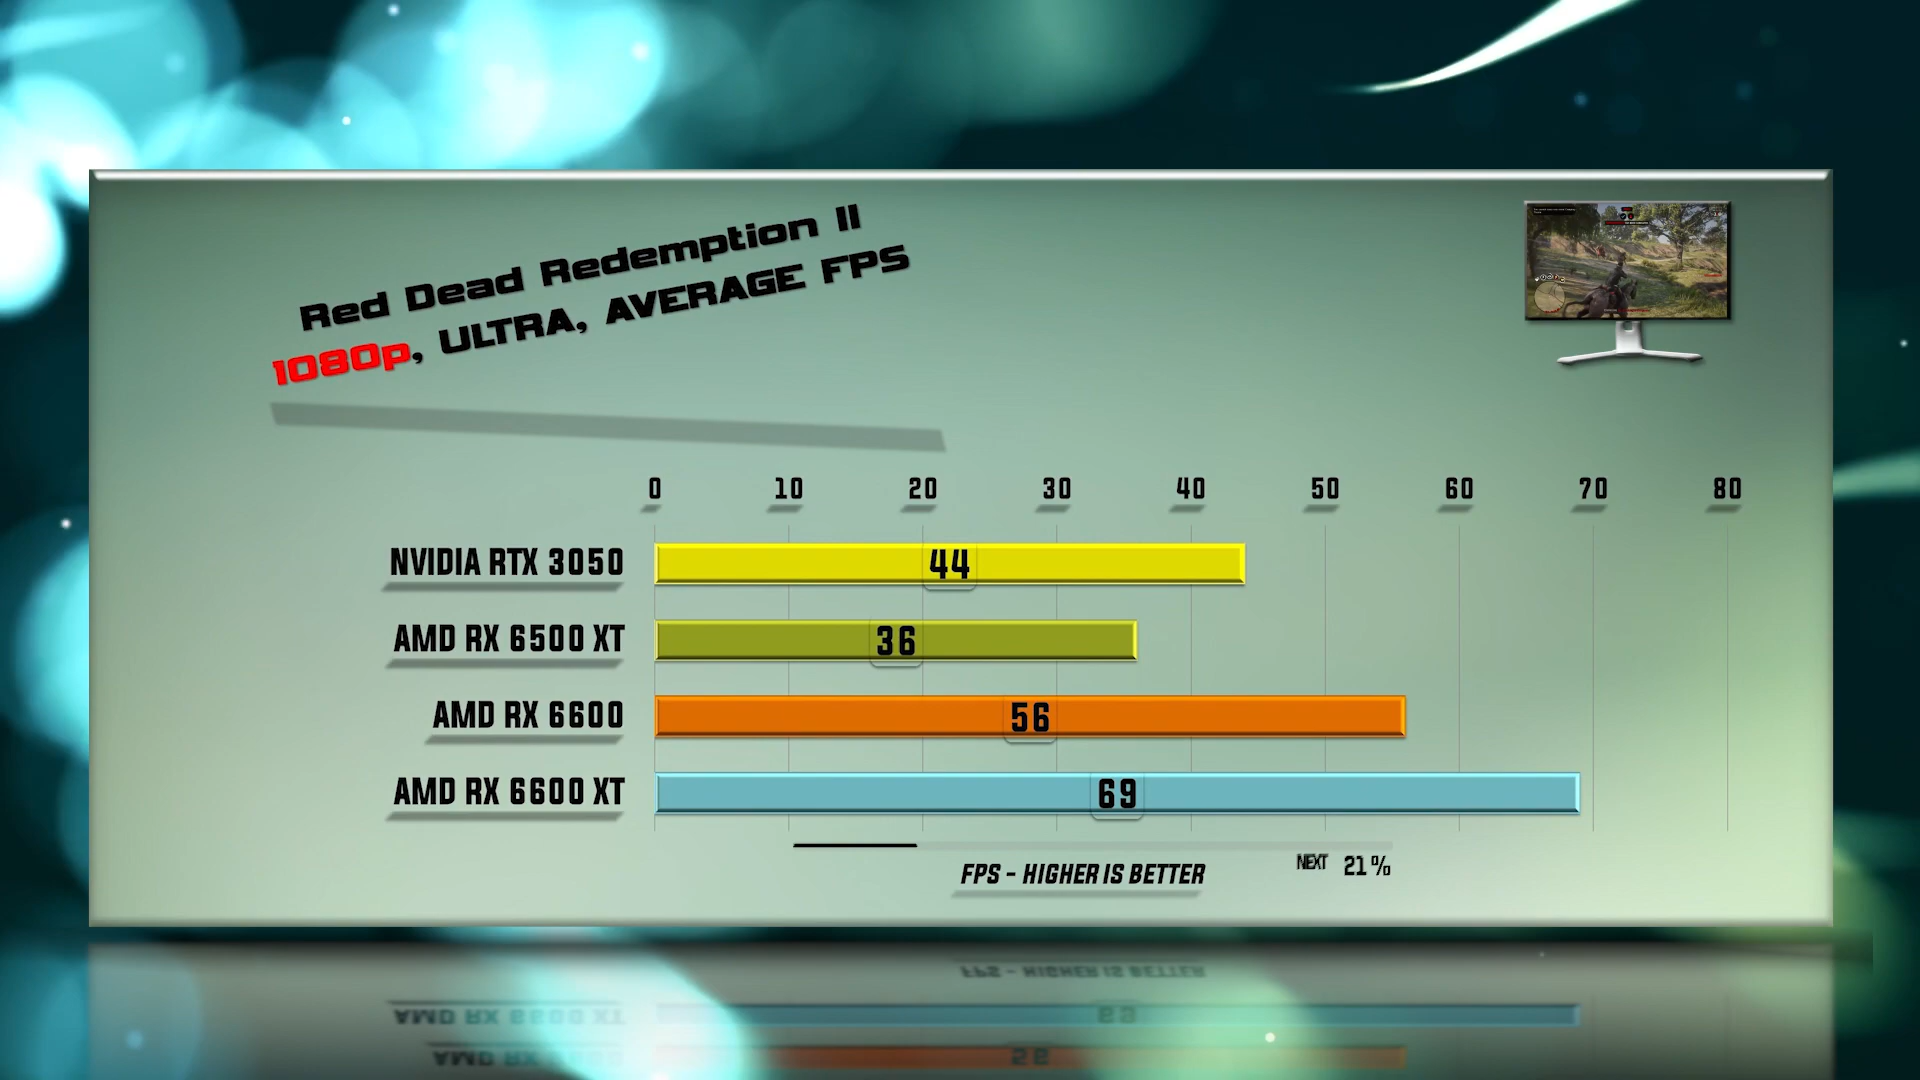 Red Dead Redemption II
1080p, ULTRA, AVERAGE FPS
0 10 20 30 40 50 60 70 80
NVIDIA RTX 3050 44
AMD RX 6500 XT 36
AMD RX 6600 56
AMD RX 6600 XT 69
FPS - HIGHER IS BETTER
NEXT 21%